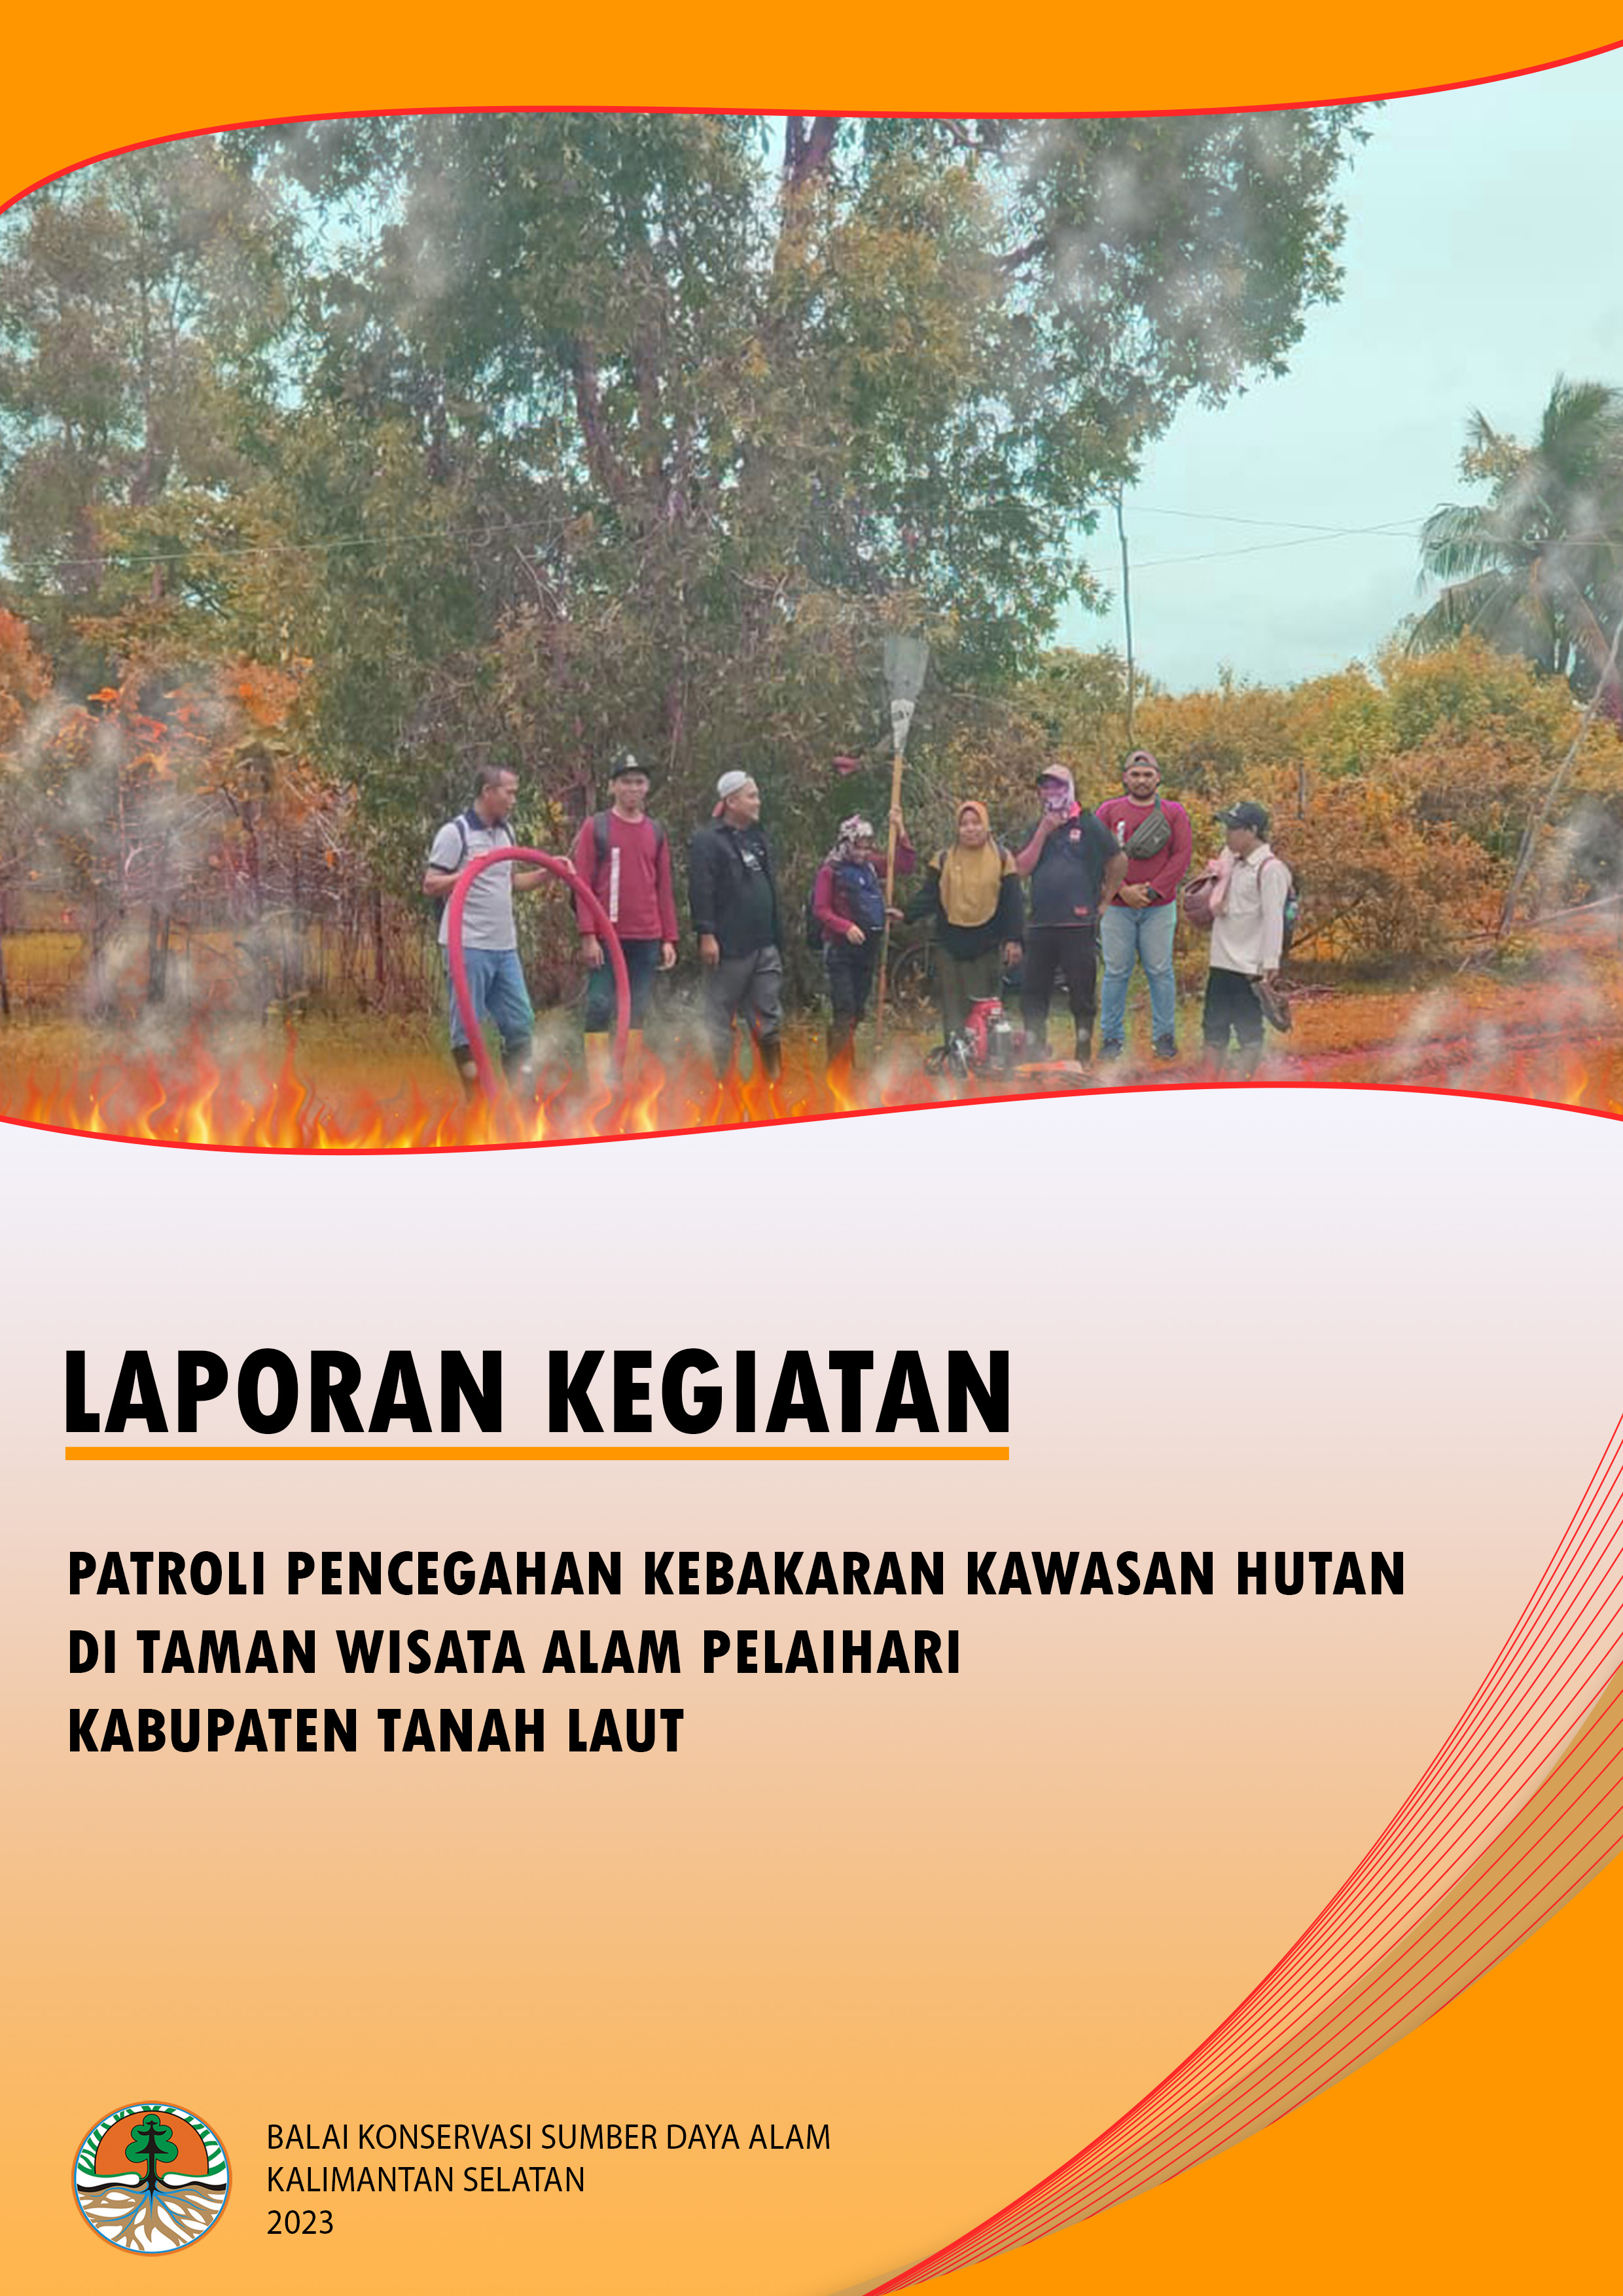 LAPORAN KEGIATAN
PATROLI PENCEGAHAN KEBAKARAN KAWASAN HUTAN
DI TAMAN WISATA ALAM PELAIHARI
KABUPATEN TANAH LAUT
BALAI KONSERVASI SUMBER DAYA ALAM
KALIMANTAN SELATAN
2023